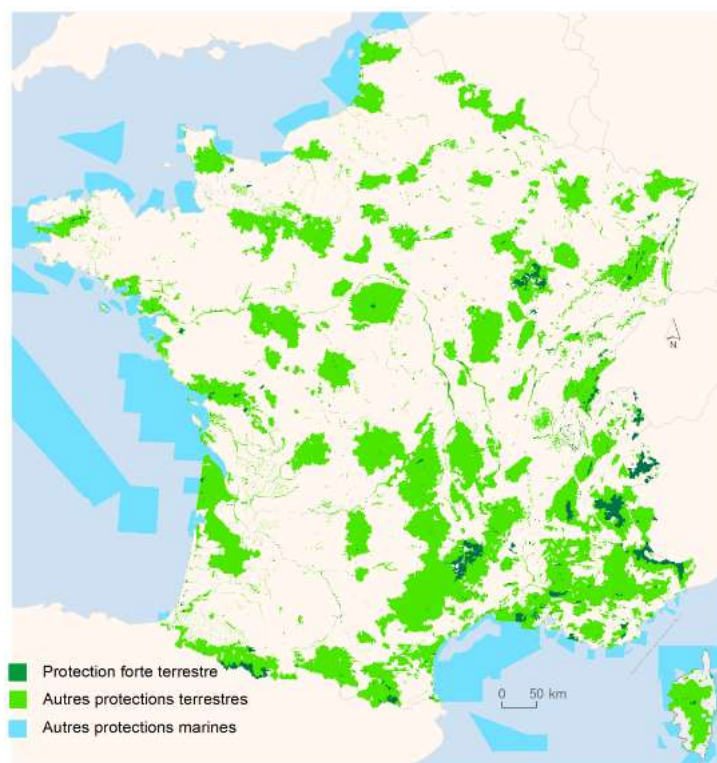 N
Protection forte terrestre
Autres protections terrestres
Autres protections marines
0 50 km